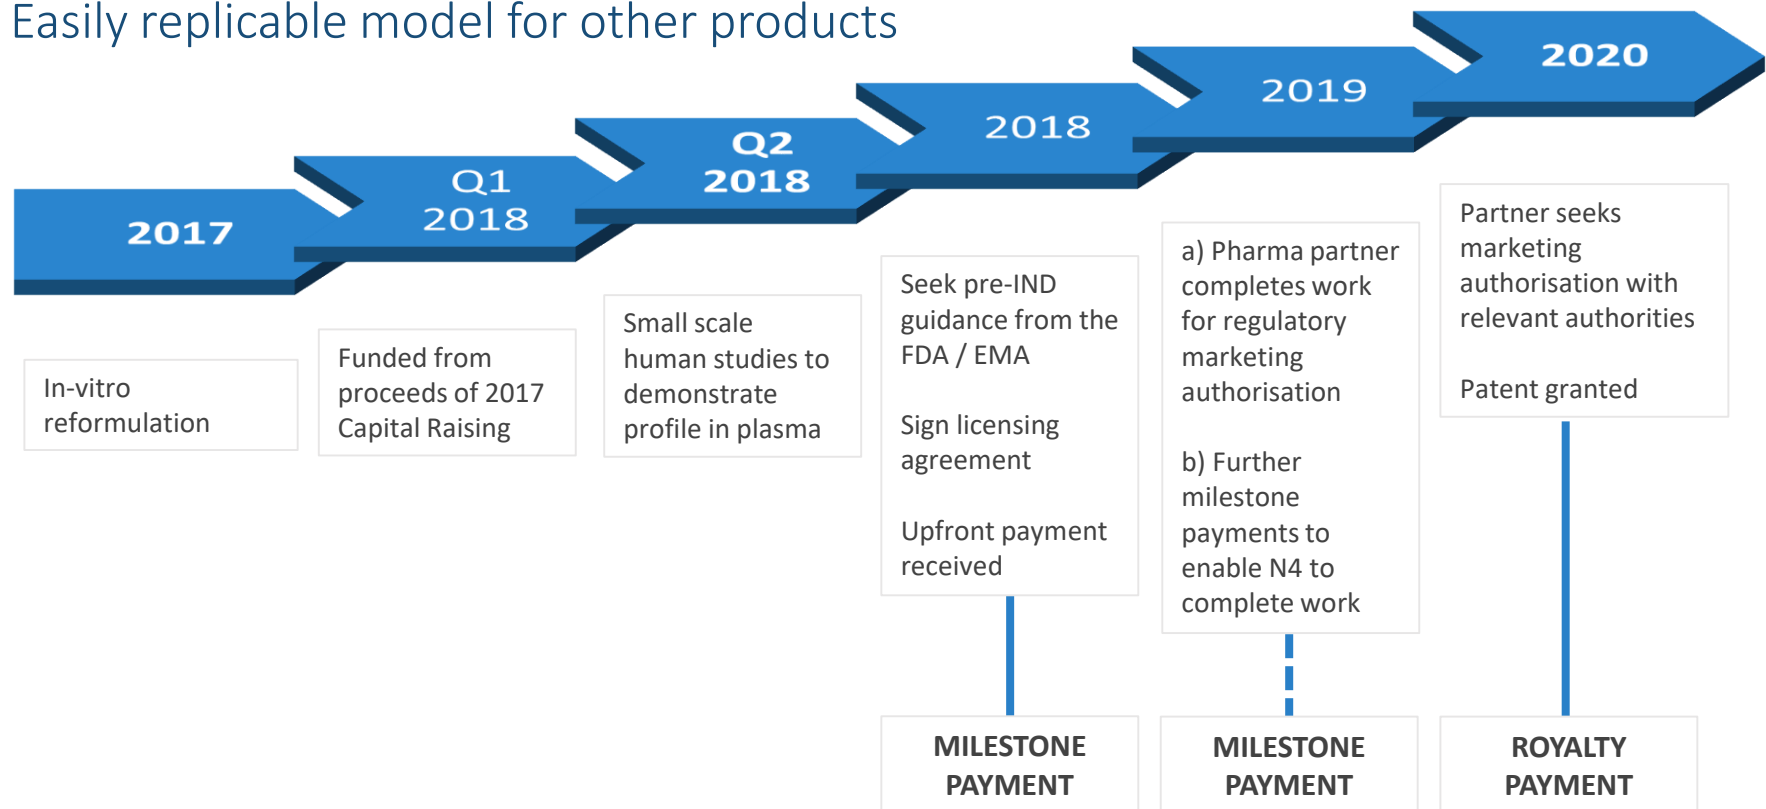 Easily replicable model for other products
2017
Q1
2018
Q2
2018
2018
2019
2020
In-vitro
reformulation
Funded from
proceeds of 2017
Capital Raising
Small scale
human studies to
demonstrate
profile in plasma
Seek pre-IND
guidance from the
FDA / EMA
Sign licensing
agreement
Upfront payment
received
a) Pharma partner
completes work
for regulatory
marketing
authorisation
b) Further
milestone
payments to
enable N4 to
complete work
Partner seeks
marketing
authorisation with
relevant authorities
Patent granted
MILESTONE
PAYMENT
MILESTONE
PAYMENT
ROYALTY
PAYMENT